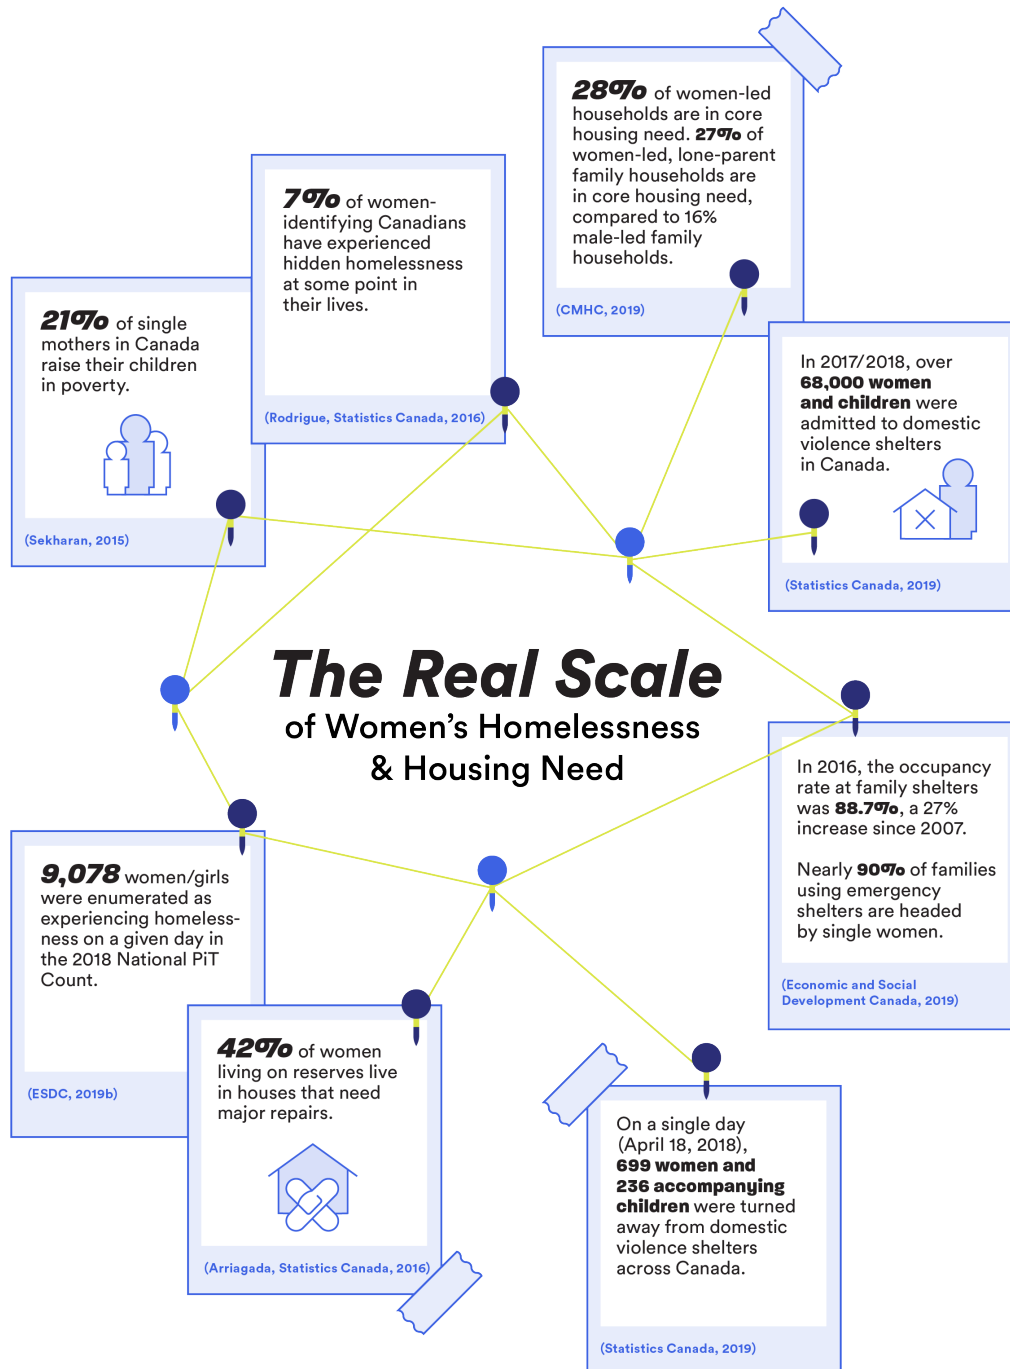 28% of women-led
households are in core
housing need. 27% of
women-led, lone-parent
family households are
in core housing need,
compared to 16%
male-led family
households.
(CMHC, 2019)
7% of women-
identifying Canadians
have experienced
hidden homelessness
at some point in
their lives.
(Rodrigue, Statistics Canada, 2016)
21% of single
mothers in Canada
raise their children
in poverty.
(Sekharan, 2015)
In 2017/2018, over
68,000 women
and children were
admitted to domestic
violence shelters
in Canada.
(Statistics Canada, 2019)
The Real Scale
of Women's Homelessness
& Housing Need
In 2016, the occupancy
rate at family shelters
was 88.7%, a 27%
increase since 2007.
Nearly 90% of families
using emergency
shelters are headed
by single women.
(Economic and Social
Development Canada, 2019)
9,078 women/girls
were enumerated as
experiencing homeless-
ness on a given day in
the 2018 National PiT
Count.
(ESDC, 2019b)
42% of women
living on reserves live
in houses that need
major repairs.
(Arriagada, Statistics Canada, 2016)
On a single day
(April 18, 2018),
699 women and
236 accompanying
children were turned
away from domestic
violence shelters
across Canada.
(Statistics Canada, 2019)